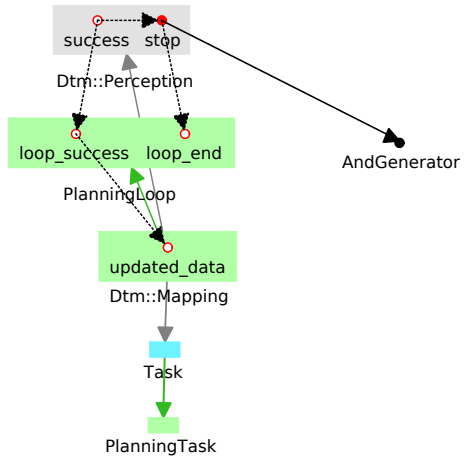 success stop
Dtm::Perception
loop_success loop_end
AndGenerator
PlanningLoop
updated_data
Dtm::Mapping
Task
PlanningTask